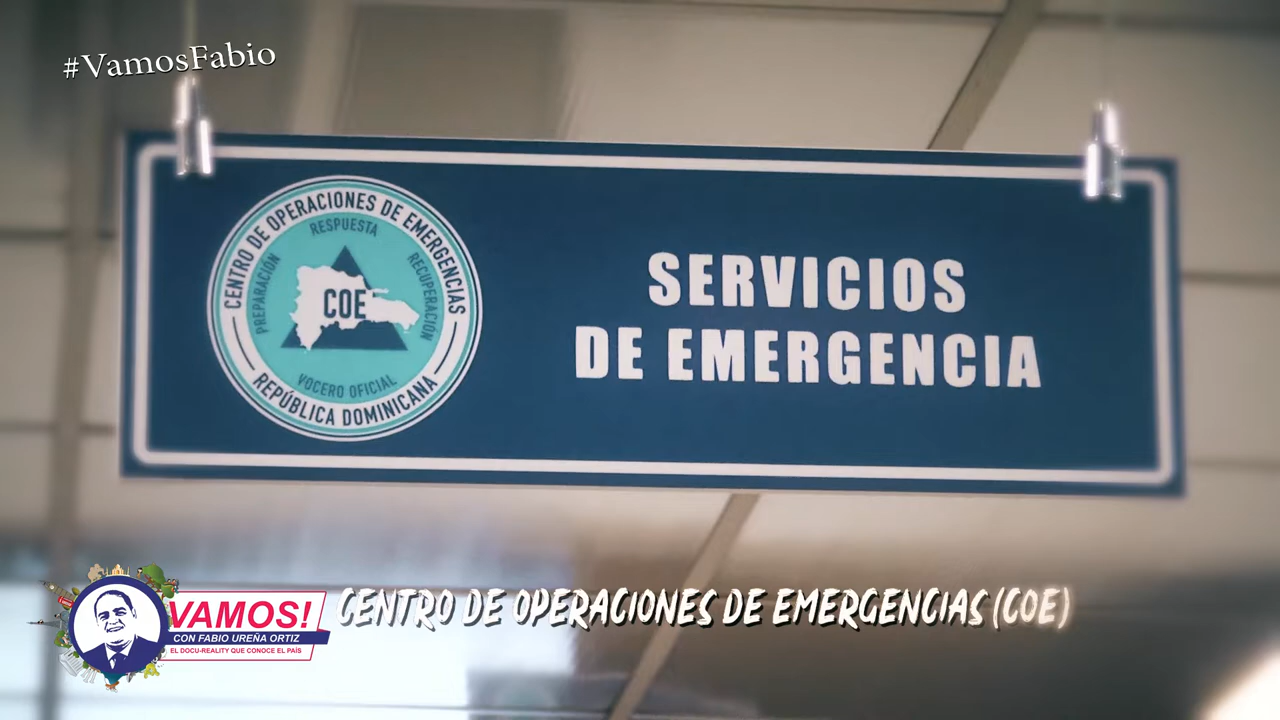 #VamosFabio
CENTRO DE OPERACIONES DE EMERGENCIAS
RESPUESTA
PREPARACIÓN
RECUPERACIÓN
COE
VOCERO OFICIAL
REPÚBLICA DOMINICANA
SERVICIOS
DE EMERGENCIA
VAMOS!
CON FABIO UREÑA ORTIZ
EL DOCU-REALITY QUE CONOCE EL PAÍS
CENTRO DE OPERACIONES DE EMERGENCIAS (COE)